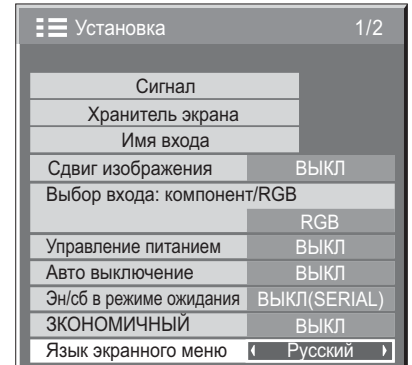 Установка 1/2
Сигнал
Хранитель экрана
Имя входа
Сдвиг изображения ВЫКЛ
Выбор входа: компонент/RGB
RGB
Управление питанием ВЫКЛ
Авто выключение ВЫКЛ
Эн/сб в режиме ожидания ВЫКЛ(SERIAL)
ЗКОНОМИЧНЫЙ ВЫКЛ
Язык экранного меню Русский